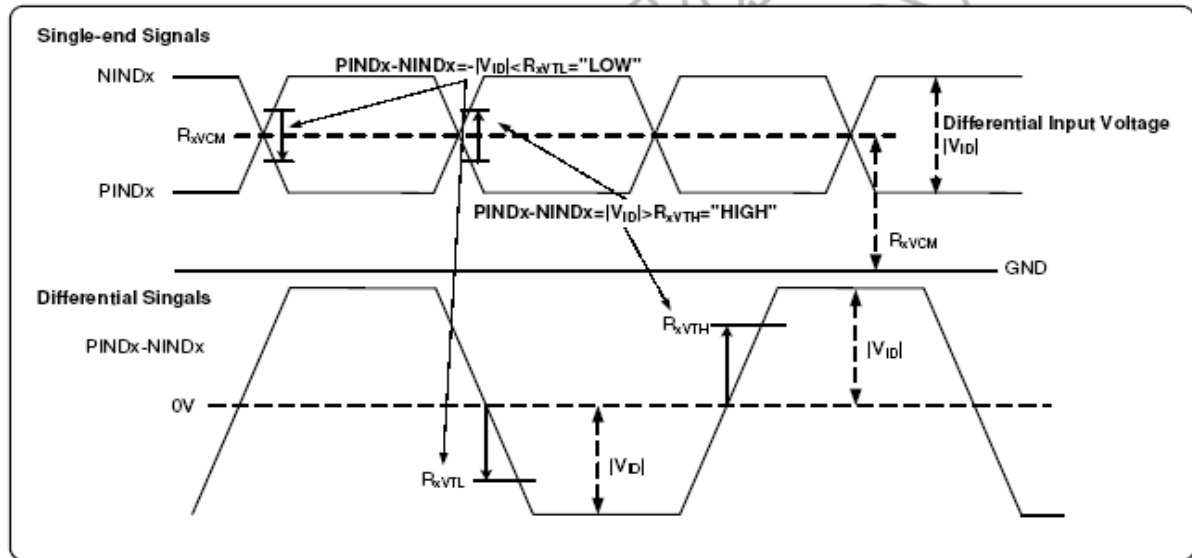 Single-end Signals
PINDx-NINDx=-|VID|<RxVTL="LOW"
NINDx
RxVCM
Differential Input Voltage
|VID|
PINDx
PINDx-NINDx=|VID|>RxVTH="HIGH"
RxVCM
GND
Differential Singals
PINDx-NINDx
RxVTH
|VID|
0V
|VID|
RxVTL